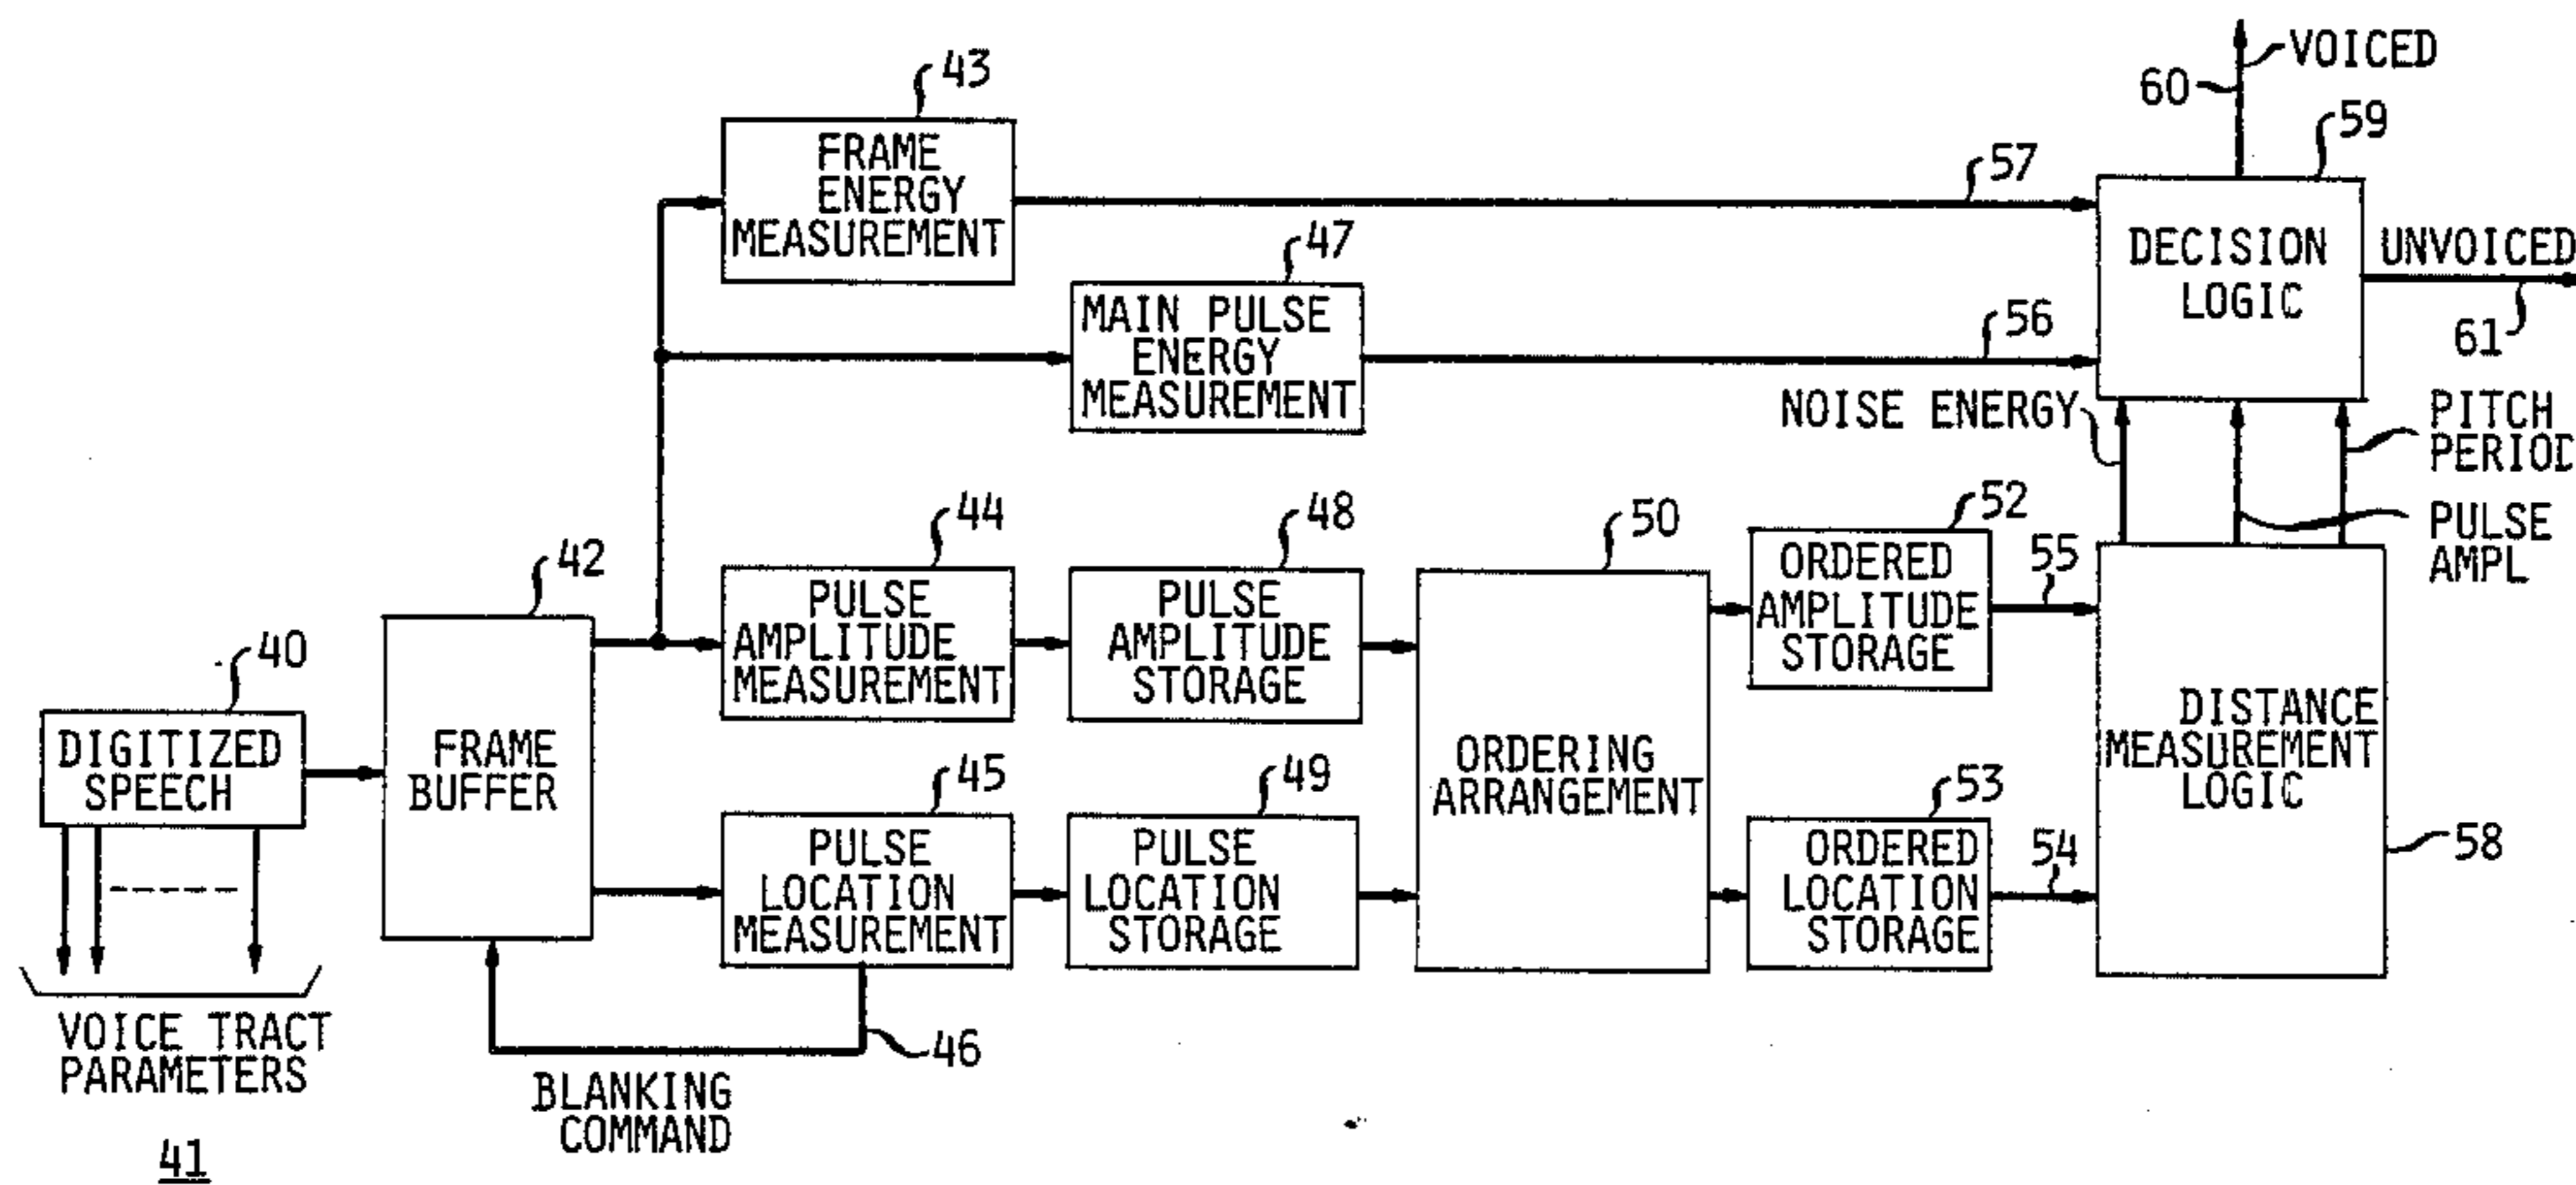 43
FRAME
ENERGY
MEASUREMENT
47
MAIN PULSE
ENERGY
MEASUREMENT
57
56
60
VOICED
59
DECISION
LOGIC
UNVOICED
61
NOISE ENERGY
PITCH
PERIOD
PULSE
AMPL
40
DIGITIZED
SPEECH
42
FRAME
BUFFER
44
PULSE
AMPLITUDE
MEASUREMENT
48
PULSE
AMPLITUDE
STORAGE
50
ORDERING
ARRANGEMENT
52
ORDERED
AMPLITUDE
STORAGE
55
45
PULSE
LOCATION
MEASUREMENT
49
PULSE
LOCATION
STORAGE
53
ORDERED
LOCATION
STORAGE
54
DISTANCE
MEASUREMENT
LOGIC
58
VOICE TRACT
PARAMETERS
46
BLANKING
COMMAND
41